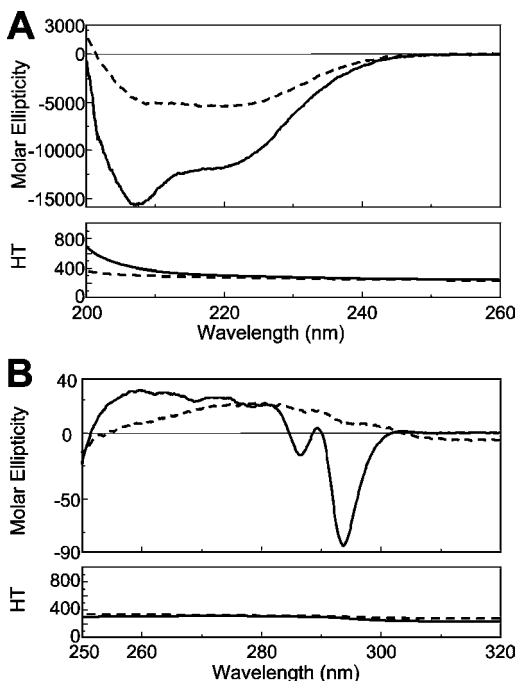 A
3000
0
-5000
-10000
-15000
Molar Ellipticity
800
400
0
HT
200 220 240 260
Wavelength (nm)
B
40
0
-50
-90
Molar Ellipticity
800
400
0
HT
250 260 280 300 320
Wavelength (nm)